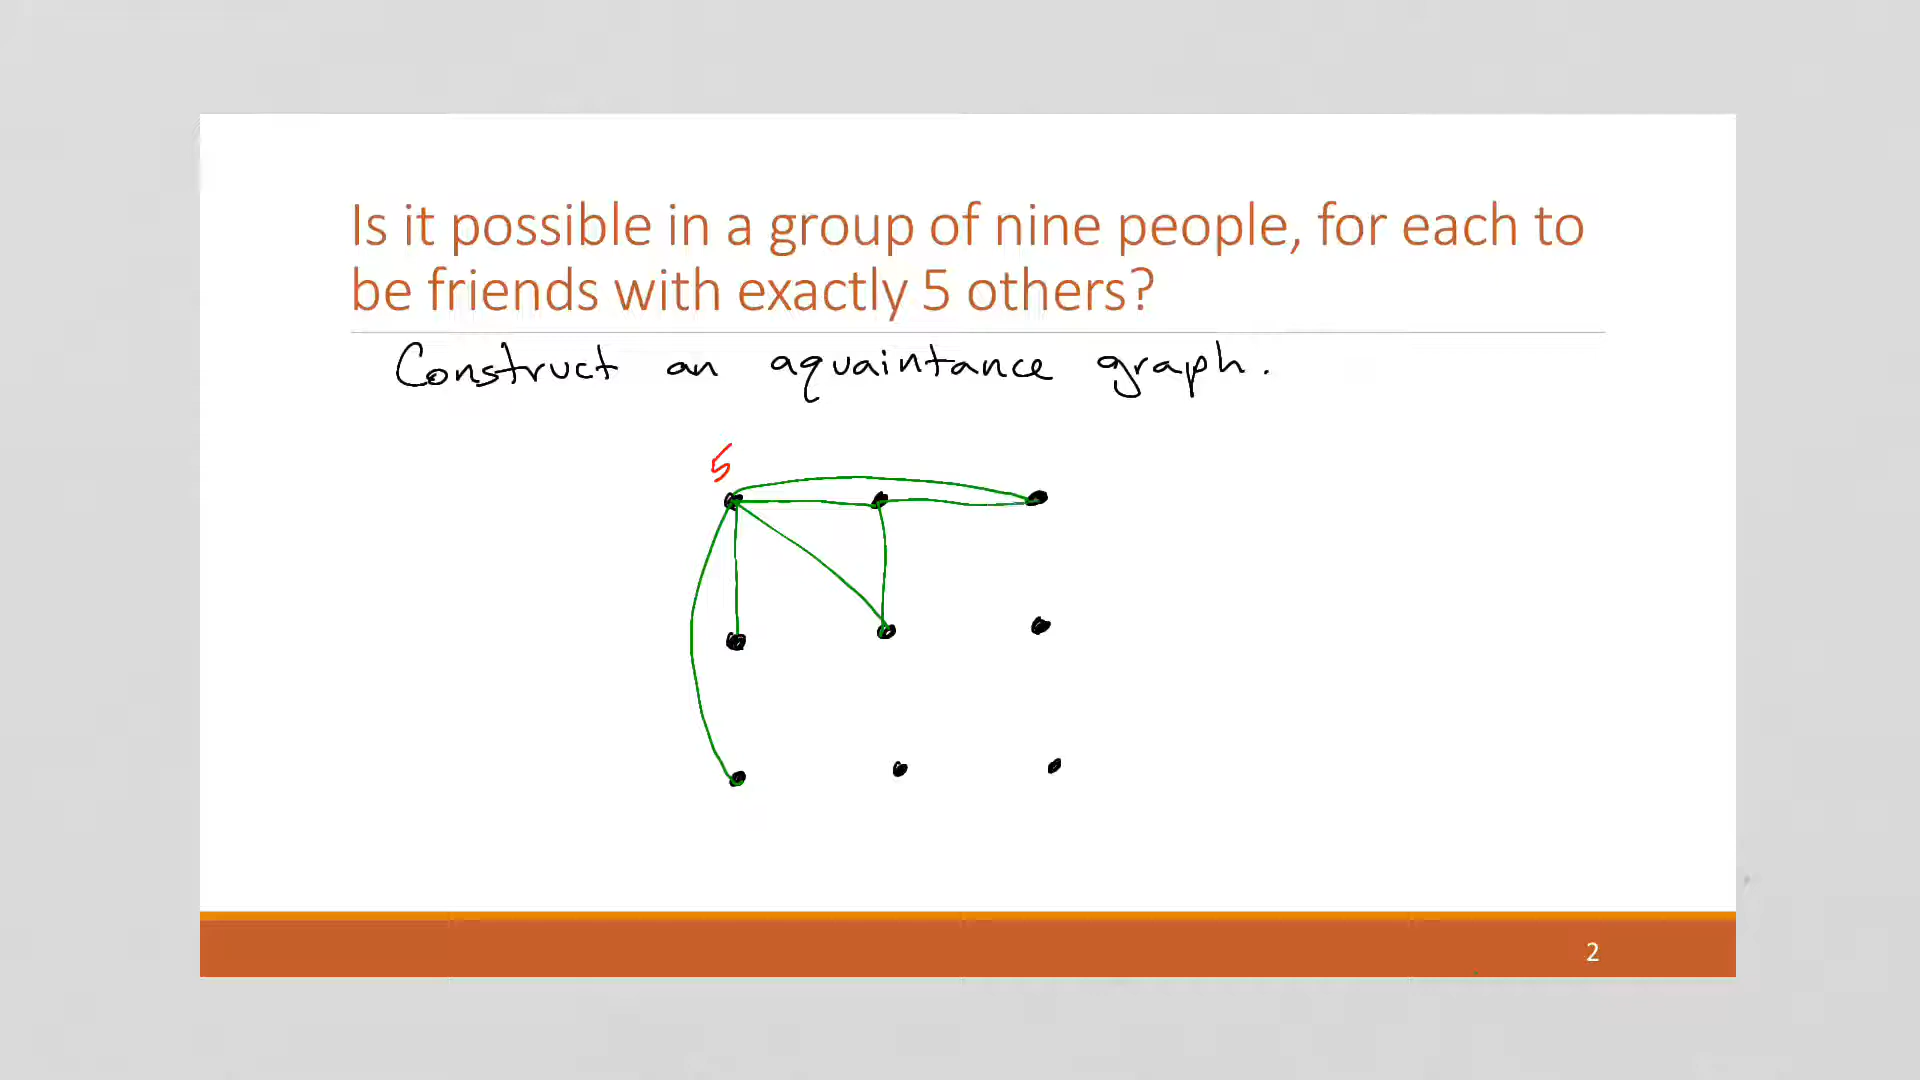 Is it possible in a group of nine people, for each to
be friends with exactly 5 others?
Construct an aquaintance graph.
5
2